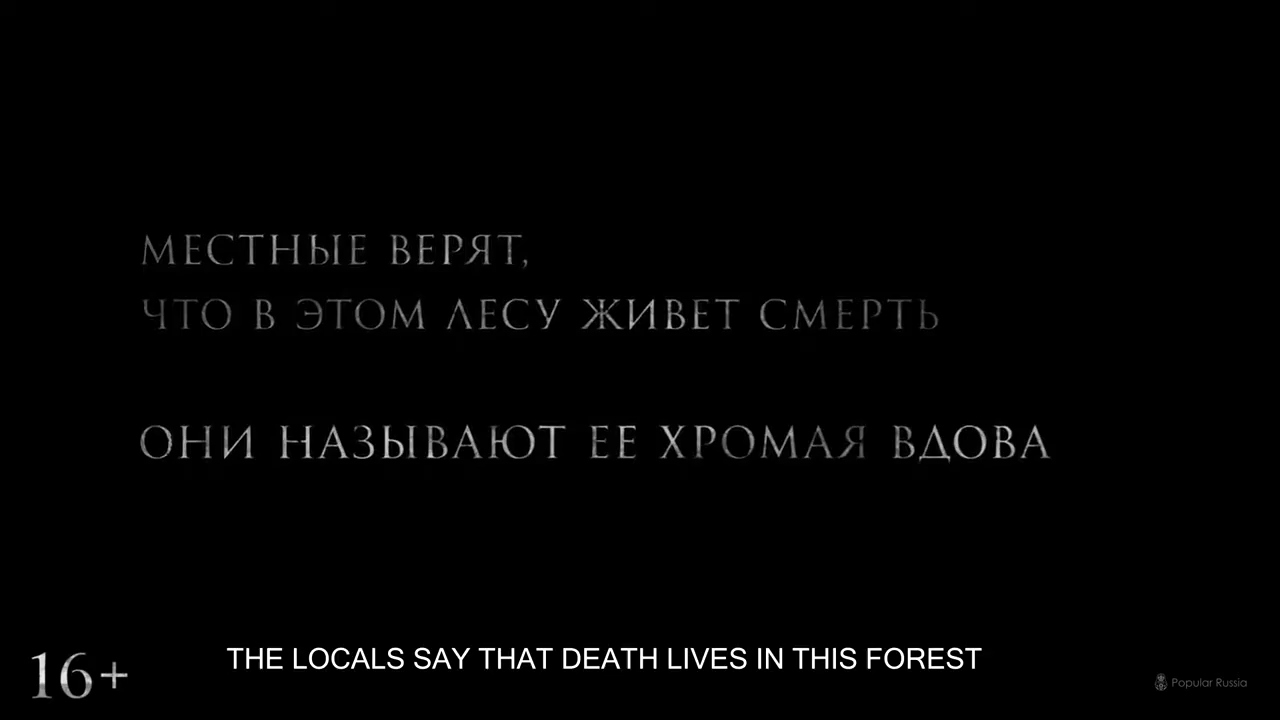 МЕСТНЫЕ ВЕРЯТ,
ЧТО В ЭТОМ ЛЕСУ ЖИВЕТ СМЕРТЬ
ОНИ НАЗЫВАЮТ ЕЕ ХРОМАЯ ВДОВА
16+
THE LOCALS SAY THAT DEATH LIVES IN THIS FOREST
Popular Russia